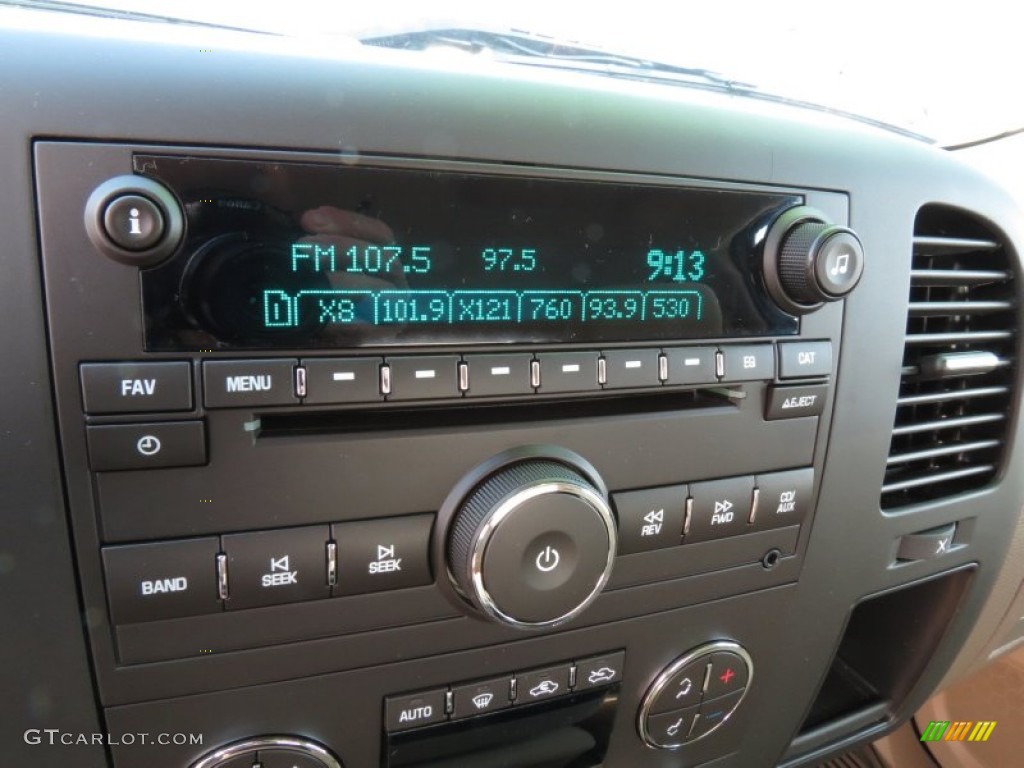 Canon
i
FM 107.5 97.5 9:13
D X8 101.9 X121 760 93.9 530
FAV MENU EQ CAT
EJECT
BAND SEEK SEEK REV FWD CD/AUX
AUTO
GTCARLOT.COM